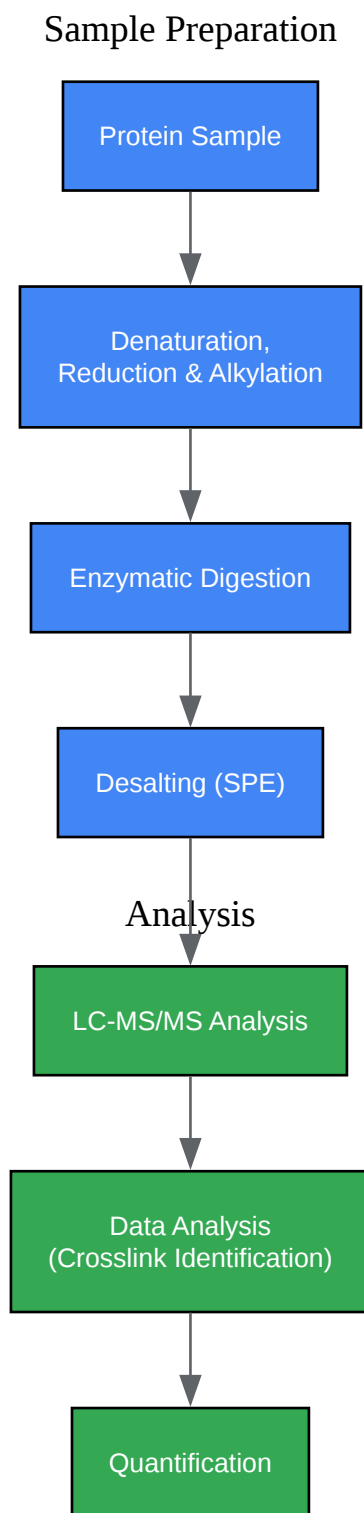 Sample Preparation
Protein Sample
Denaturation,
Reduction & Alkylation
Enzymatic Digestion
Desalting (SPE)
Analysis
LC-MS/MS Analysis
Data Analysis
(Crosslink Identification)
Quantification